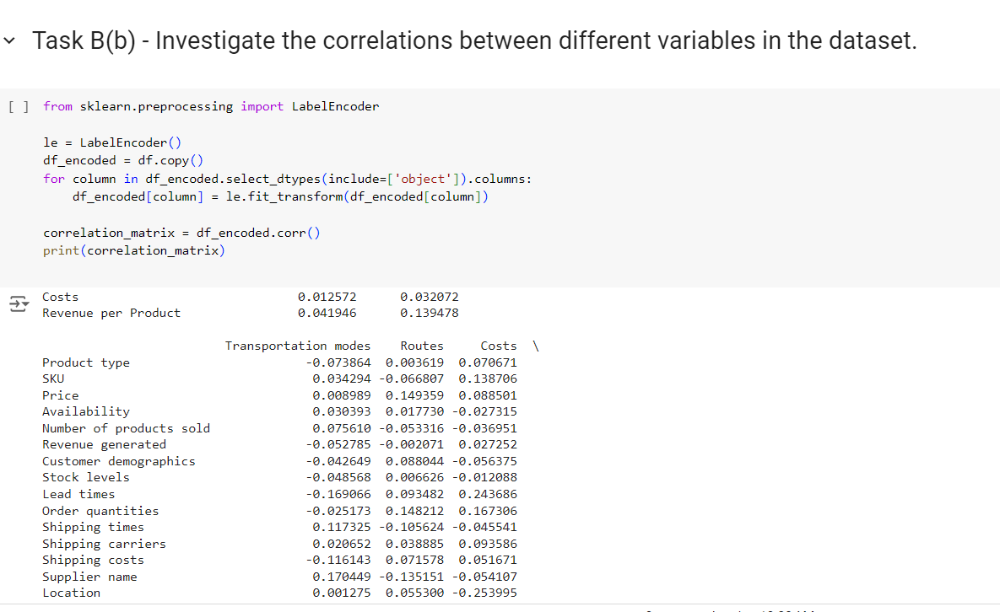 Task B(b) - Investigate the correlations between different variables in the dataset.
[ ] from sklearn.preprocessing import LabelEncoder
le = LabelEncoder()
df_encoded = df.copy()
for column in df_encoded.select_dtypes(include=['object']).columns:
    df_encoded[column] = le.fit_transform(df_encoded[column])
correlation_matrix = df_encoded.corr()
print(correlation_matrix)
Costs 0.012572 0.032072
Revenue per Product 0.041946 0.139478
Transportation modes Routes Costs \
Product type -0.073864 0.003619 0.070671
SKU 0.034294 -0.066807 0.138706
Price 0.008989 0.149359 0.088501
Availability 0.030393 0.017730 -0.027315
Number of products sold 0.075610 -0.053316 -0.036951
Revenue generated -0.052785 -0.002071 0.027252
Customer demographics -0.042649 0.088044 -0.056375
Stock levels -0.048568 0.006626 -0.012088
Lead times -0.169066 0.093482 0.243686
Order quantities -0.025173 0.148212 0.167306
Shipping times 0.117325 -0.105624 -0.045541
Shipping carriers 0.020652 0.038885 0.093586
Shipping costs -0.116143 0.071578 0.051671
Supplier name 0.170449 -0.135151 -0.054107
Location 0.001275 0.055300 -0.253995